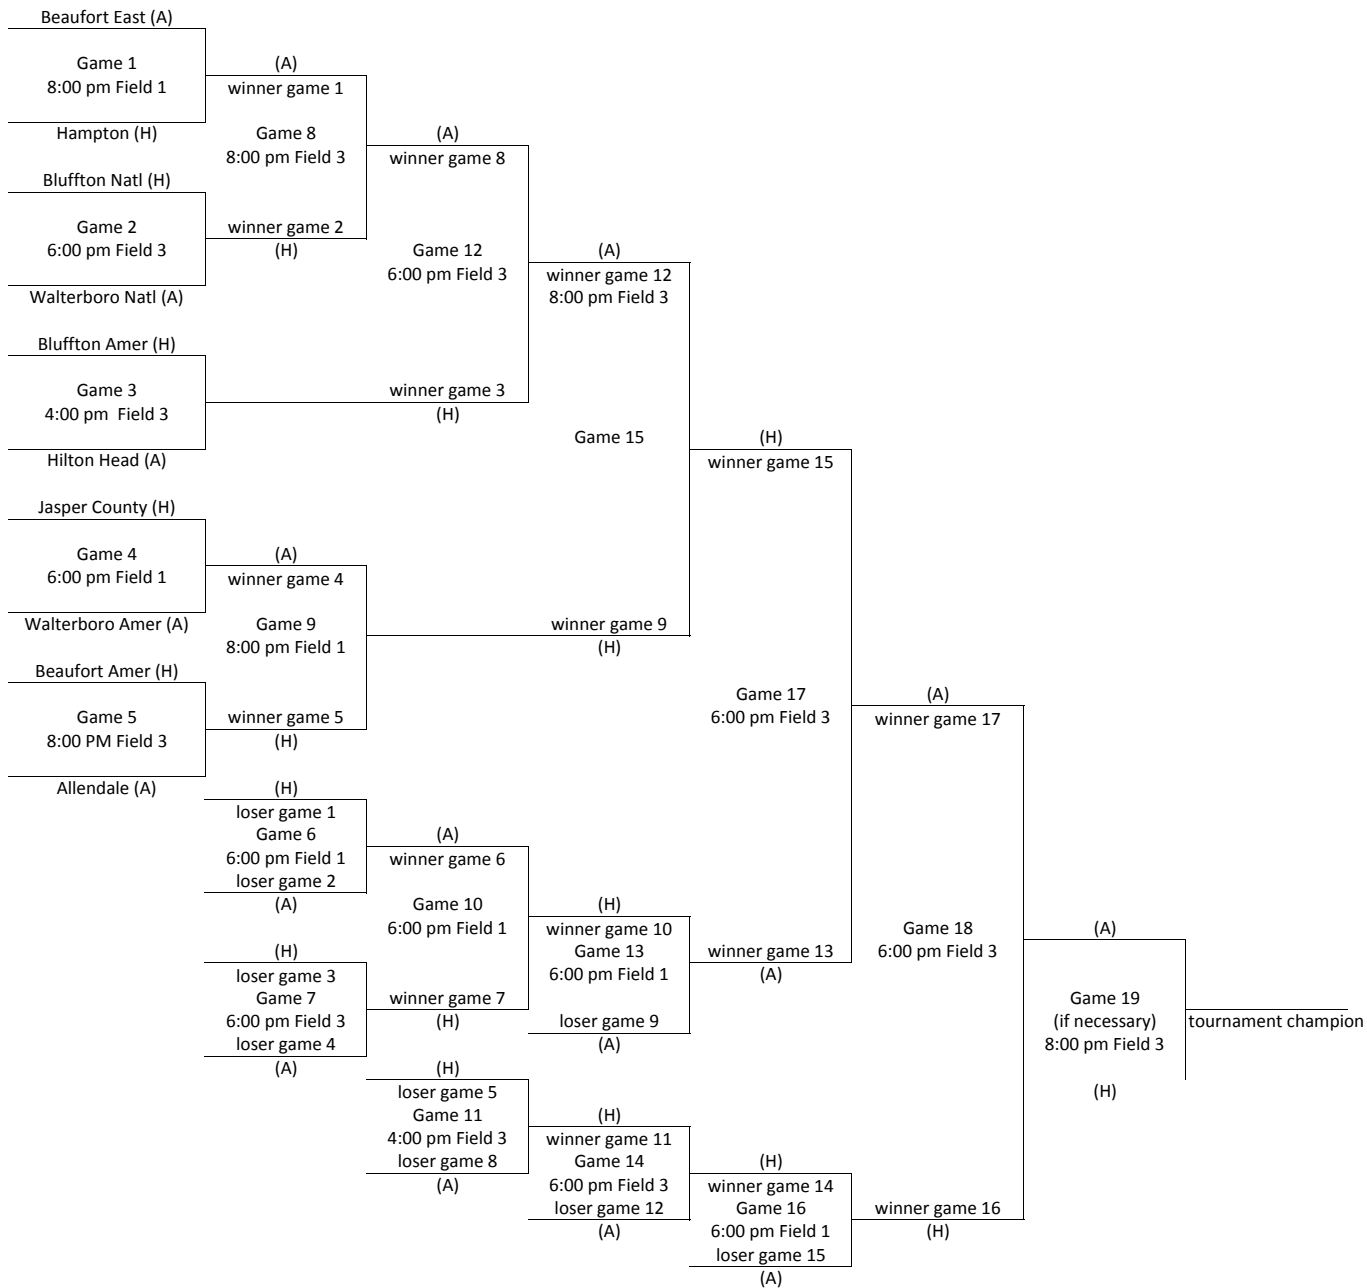 Beaufort East (A)
Game 1
8:00 pm Field 1
Hampton (H)
Bluffton Natl (H)
Game 2
6:00 pm Field 3
Walterboro Natl (A)
Bluffton Amer (H)
Game 3
4:00 pm  Field 3
Hilton Head (A)
Jasper County (H)
Game 4
6:00 pm Field 1
Walterboro Amer (A)
Beaufort Amer (H)
Game 5
8:00 PM Field 3
Allendale (A)
(A)
winner game 1
Game 8
8:00 pm Field 3
winner game 2
(H)
(A)
winner game 4
Game 9
8:00 pm Field 1
winner game 5
(H)
(H)
loser game 1
Game 6
6:00 pm Field 1
loser game 2
(A)
(H)
loser game 3
Game 7
6:00 pm Field 3
loser game 4
(A)
(A)
winner game 8
Game 12
6:00 pm Field 3
winner game 3
(H)
(A)
winner game 6
Game 10
6:00 pm Field 1
winner game 7
(H)
(H)
loser game 5
Game 11
4:00 pm Field 3
loser game 8
(A)
(A)
winner game 12
8:00 pm Field 3
Game 15
winner game 9
(H)
(H)
winner game 10
Game 13
6:00 pm Field 1
loser game 9
(A)
(H)
winner game 11
Game 14
6:00 pm Field 3
loser game 12
(A)
(H)
winner game 15
Game 17
6:00 pm Field 3
winner game 13
(A)
(H)
winner game 14
Game 16
6:00 pm Field 1
loser game 15
(A)
(A)
winner game 17
Game 18
6:00 pm Field 3
winner game 16
(H)
(A)
Game 19
(if necessary)
8:00 pm Field 3
(H)
tournament champion